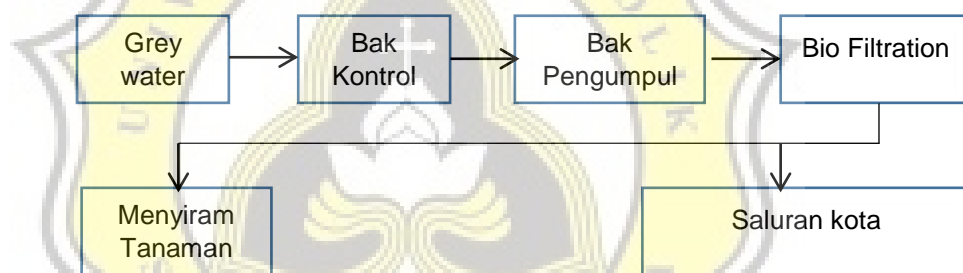 Grey
water
Bak
Kontrol
Bak
Pengumpul
Bio Filtration
Menyiram
Tanaman
Saluran kota